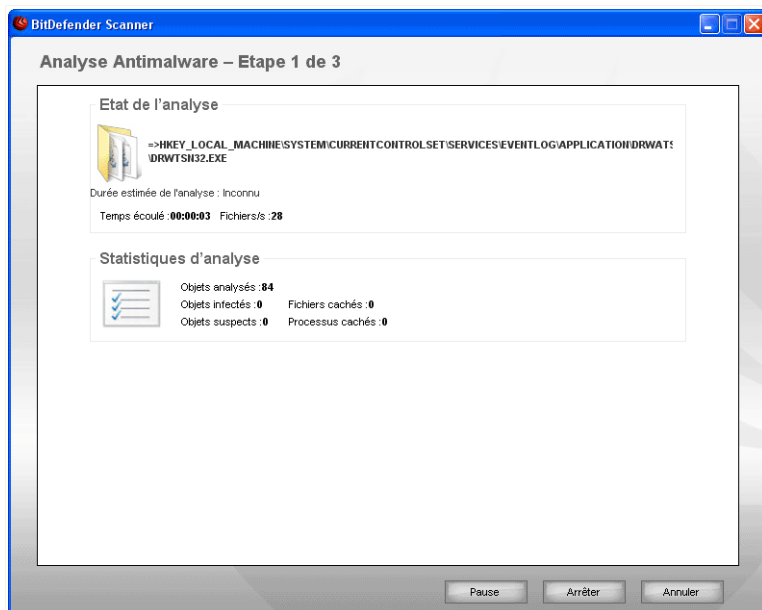 BitDefender Scanner
Analyse Antimalware – Etape 1 de 3
Etat de l'analyse
=>HKEY_LOCAL_MACHINE\SYSTEM\CURRENTCONTROLSET\SERVICES\EVENTLOG\APPLICATION\DRWATS
\DRWTSN32.EXE
Durée estimée de l'analyse : Inconnu
Temps écoulé :00:00:03 Fichiers/s :28
Statistiques d'analyse
Objets analysés :84
Objets infectés :0 Fichiers cachés :0
Objets suspects :0 Processus cachés :0
Pause Arrêter Annuler